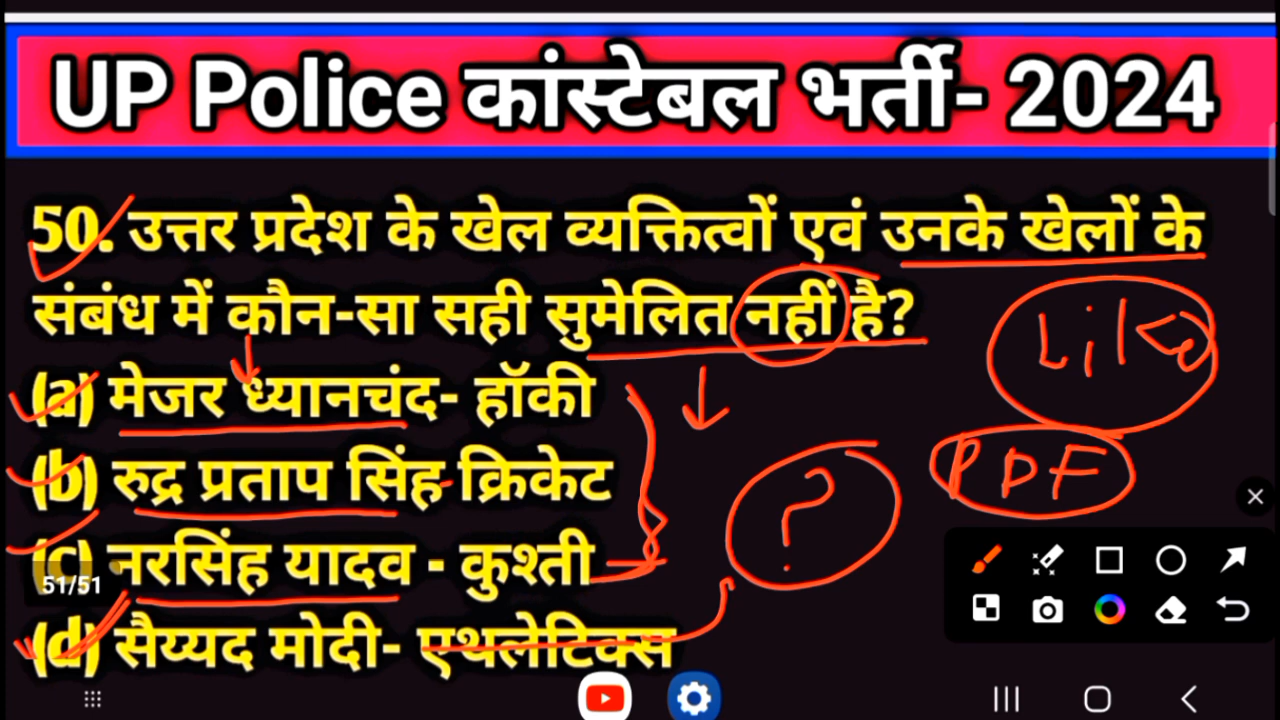 UP Police कांस्टेबल भर्ती- 2024
50. उत्तर प्रदेश के खेल व्यक्तित्वों एवं उनके खेलों के
संबंध में कौन-सा सही सुमेलित नहीं है?
Like
(a) मेजर ध्यानचंद- हॉकी
(b) रुद्र प्रताप सिंह- क्रिकेट
?
PDF
(c) नरसिंह यादव - कुश्ती
51/51
(d) सैय्यद मोदी- एथलेटिक्स